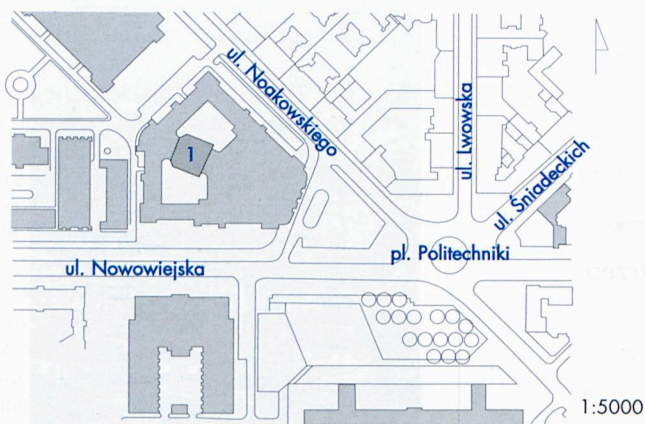 ul. Noakowskiego
ul. Lwowska
ul. Śniadeckich
1
pl. Politechniki
ul. Nowowiejska
1:5000